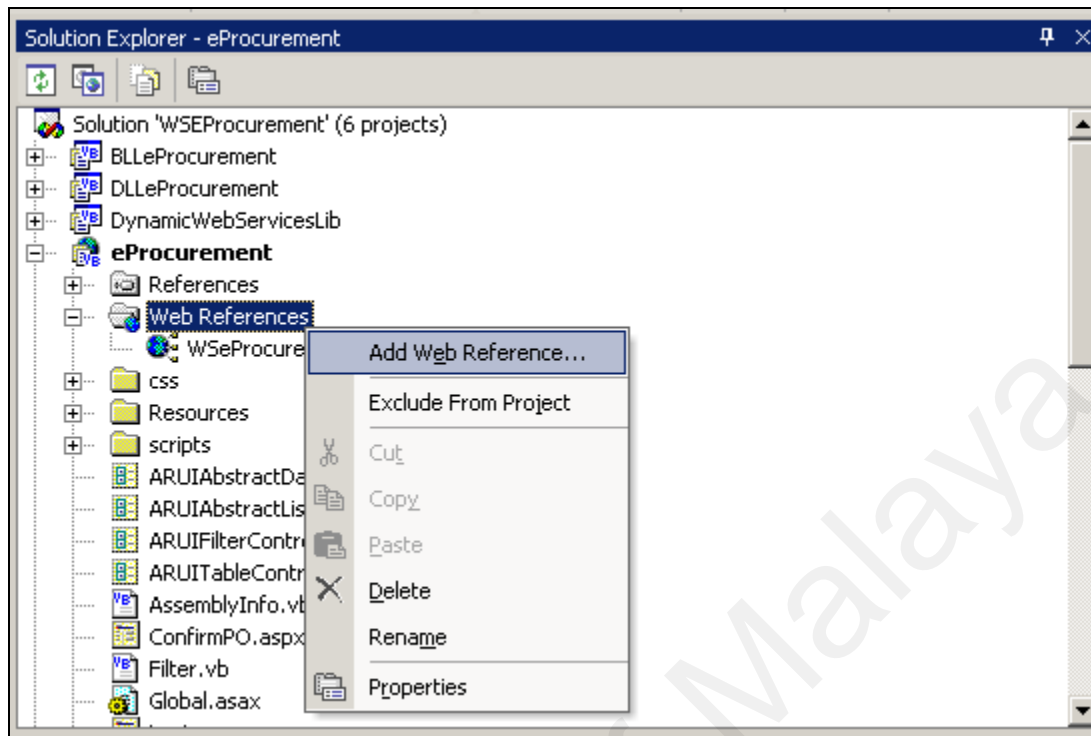 Solution Explorer - eProcurement
Solution 'WSEProcurement' (6 projects)
BLLeProcurement
DLLeProcurement
DynamicWebServicesLib
eProcurement
References
Web References
WSeProcure
Add Web Reference...
Exclude From Project
Cut
Copy
Paste
Delete
Rename
Properties
css
Resources
scripts
ARUIAbstractDa
ARUIAbstractLis
ARUIFilterContr
ARUITableContr
AssemblyInfo.vb
ConfirmPO.aspx
Filter.vb
Global.asax
Malaya